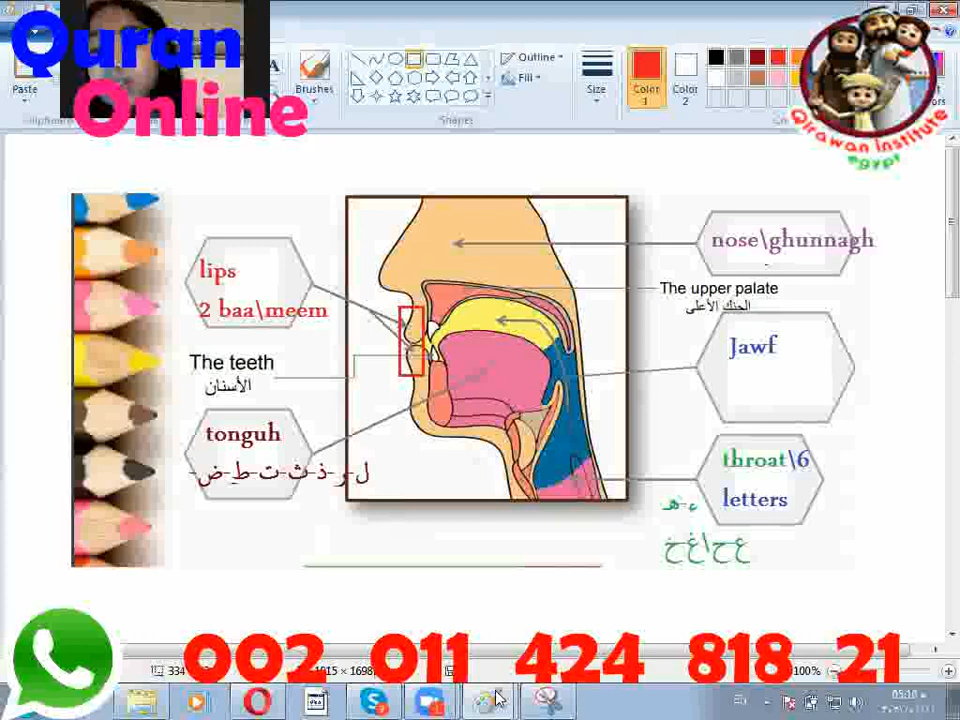 Quran
Online
Paste
Brushes
Shapes
Outline
Fill
Size
Color
1
Color
2
Qirawan institute
egypt
lips
2 baa\meem
The teeth
الأسنان
tonguh
ل-ر-ذ-ث-ت-ط-ض-
nose\ghunnagh
The upper palate
الحنك الأعلى
Jawf
throat\6
letters
ء-هـ
ع ح\غ خ
002 011 424 818 21
100%